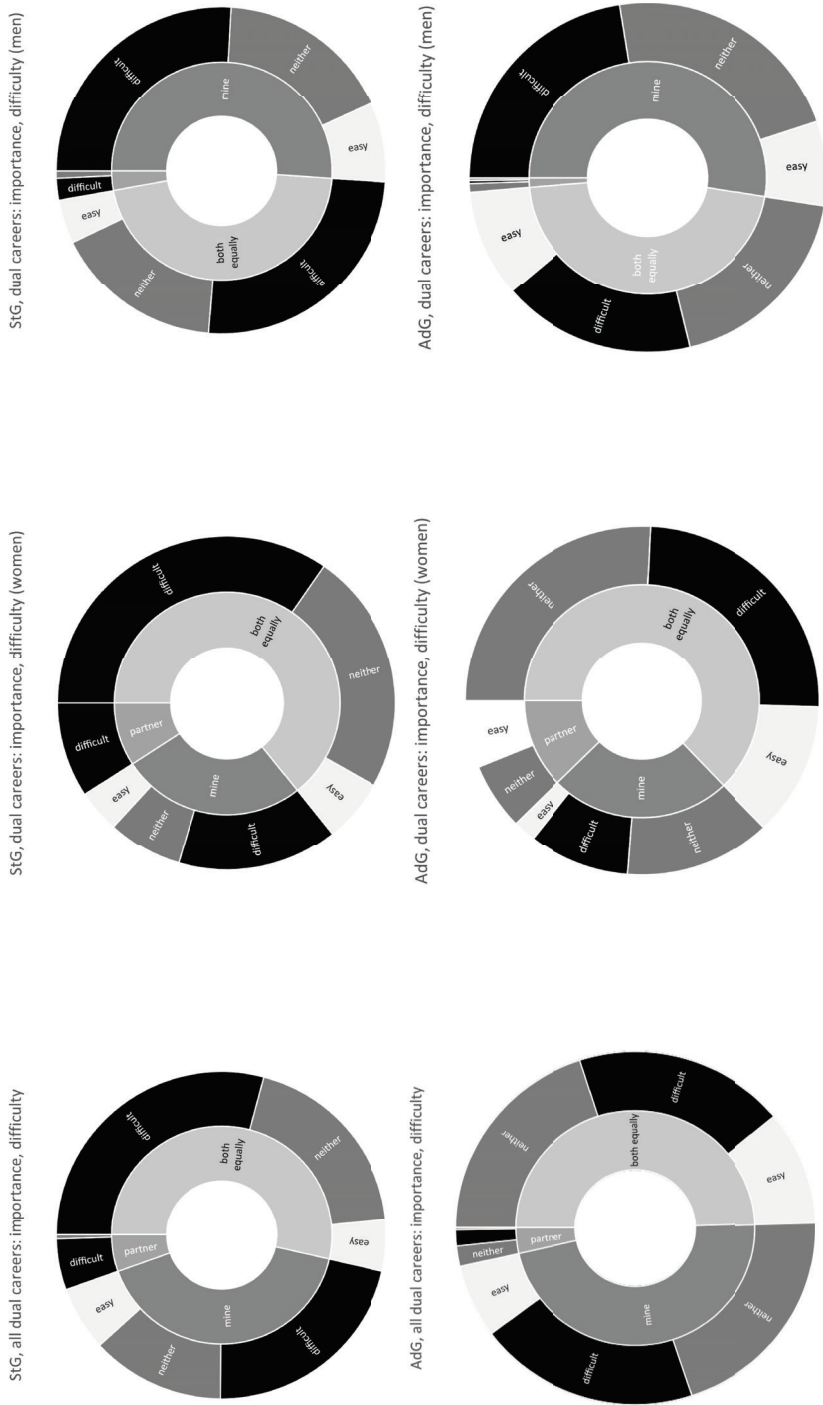 StG, all dual careers: importance, difficulty
difficult
neither
easy
difficult
neither
easy
difficult
both
equally
mine
partner
StG, dual careers: importance, difficulty (women)
difficult
neither
easy
difficult
neither
easy
difficult
both
equally
mine
partner
StG, dual careers: importance, difficulty (men)
difficult
neither
easy
difficult
neither
easy
difficult
mine
both
equally
AdG, all dual careers: importance, difficulty
neither
difficult
easy
neither
difficult
easy
neither
both equally
mine
partner
AdG, dual careers: importance, difficulty (women)
neither
difficult
easy
neither
difficult
easy
neither
easy
both
equally
mine
partner
AdG, dual careers: importance, difficulty (men)
difficult
neither
easy
neither
difficult
easy
mine
both
equally